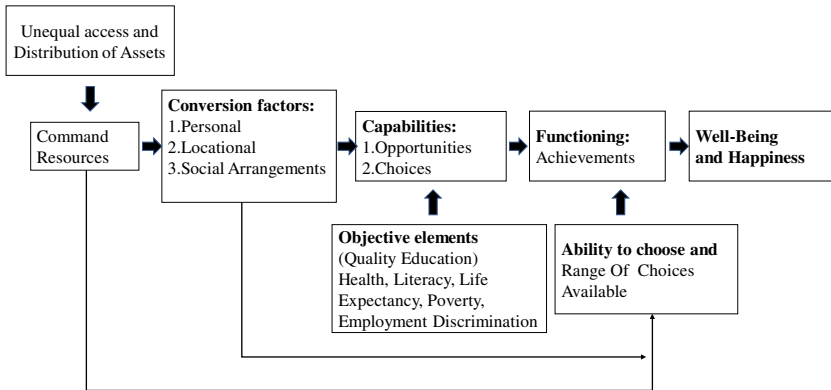 Unequal access and
Distribution of Assets
Command
Resources
Conversion factors:
1.Personal
2.Locational
3.Social Arrangements
Capabilities:
1.Opportunities
2.Choices
Functioning:
Achievements
Well-Being
and Happiness
Objective elements
(Quality Education)
Health, Literacy, Life
Expectancy, Poverty,
Employment Discrimination
Ability to choose and
Range Of Choices
Available